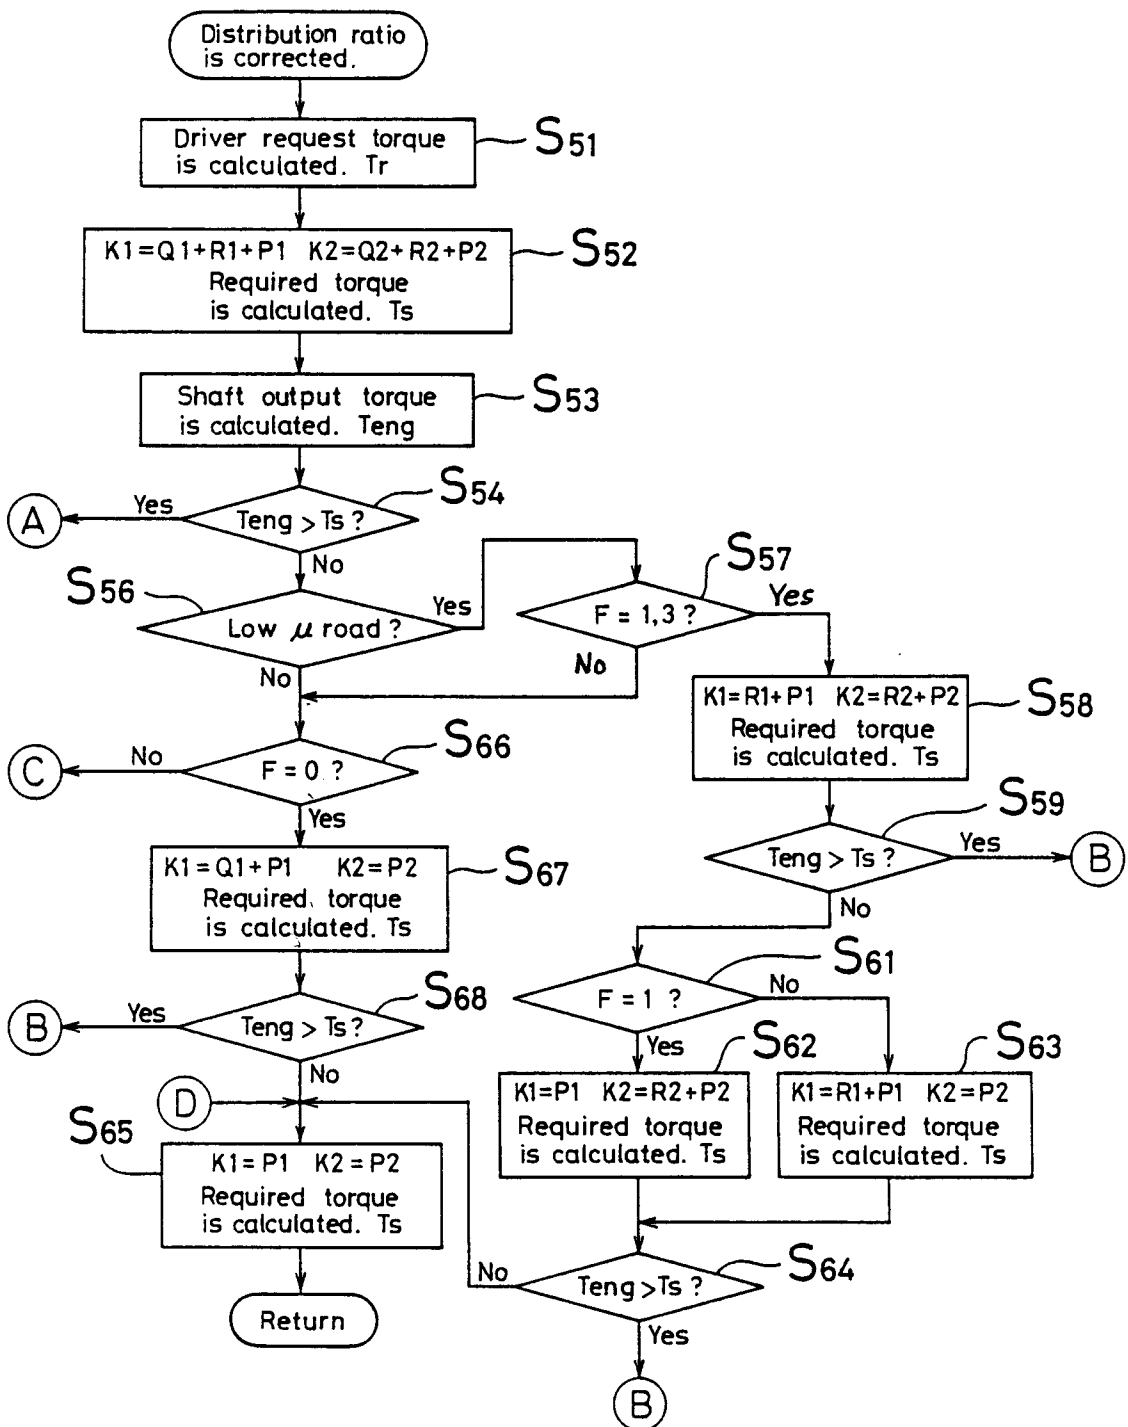 Distribution ratio
is corrected.
Driver request torque
is calculated. Tr
S51
K1=Q1+R1+P1 K2=Q2+R2+P2
Required torque
is calculated. Ts
S52
Shaft output torque
is calculated. Teng
S53
A
Yes
Teng > Ts ?
S54
No
S56
Low μ road ?
Yes
No
F = 1,3 ?
S57
Yes
No
K1=R1+P1 K2=R2+P2
Required torque
is calculated. Ts
S58
C
No
F = 0 ?
S66
Yes
Teng > Ts ?
S59
Yes
B
No
K1=Q1+P1 K2=P2
Required torque
is calculated. Ts
S67
F = 1 ?
S61
No
Yes
B
Yes
Teng > Ts ?
S68
No
K1=P1 K2=R2+P2
Required torque
is calculated. Ts
S62
K1=R1+P1 K2=P2
Required torque
is calculated. Ts
S63
D
S65
K1=P1 K2=P2
Required torque
is calculated. Ts
No
Teng > Ts ?
S64
Yes
B
Return